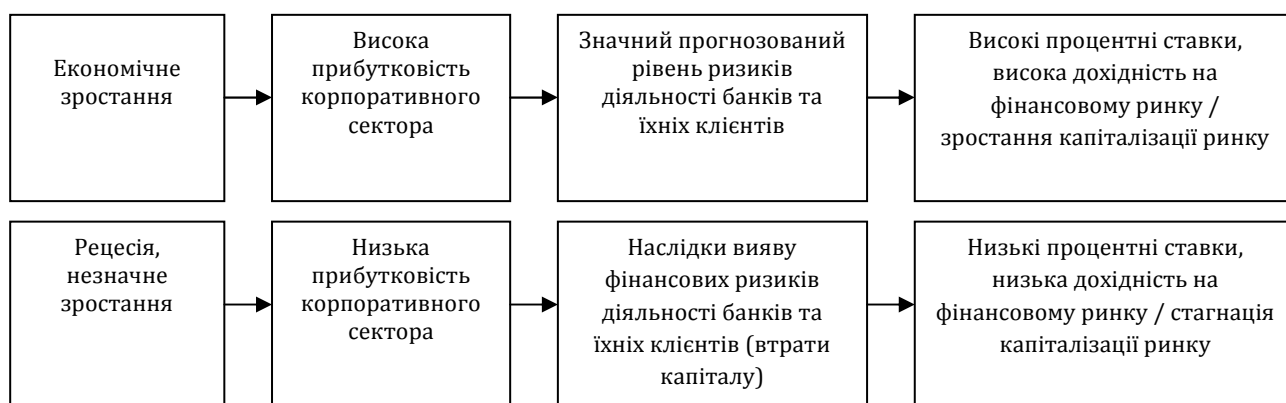 Економічне
зростання
Висока
прибутковість
корпоративного
сектора
Значний прогнозований
рівень ризиків
діяльності банків та
їхніх клієнтів
Високі процентні ставки,
висока дохідність на
фінансовому ринку /
зростання капіталізації ринку
Рецесія,
незначне
зростання
Низька
прибутковість
корпоративного
сектора
Наслідки вияву
фінансових ризиків
діяльності банків та
їхніх клієнтів (втрати
капіталу)
Низькі процентні ставки,
низька дохідність на
фінансовому ринку / стагнація
капіталізації ринку